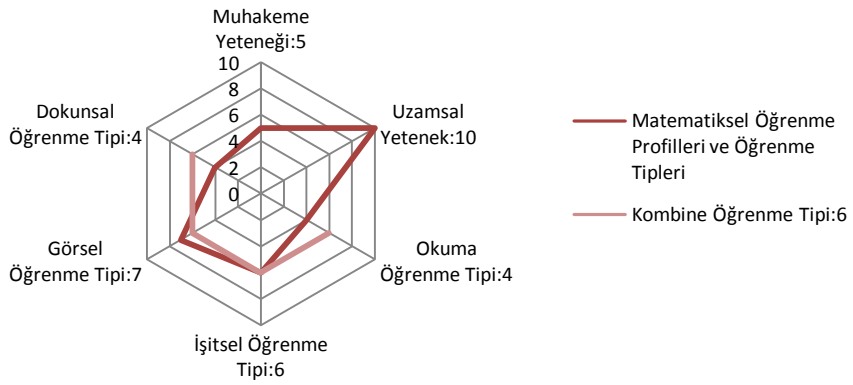 Muhakeme
Yeteneği:5
10
8
6
4
2
0
Uzamsal
Yetenek:10
Okuma
Öğrenme Tipi:4
İşitsel Öğrenme
Tipi:6
Görsel
Öğrenme Tipi:7
Dokunsal
Öğrenme Tipi:4
Matematiksel Öğrenme
Profilleri ve Öğrenme
Tipleri
Kombine Öğrenme Tipi:6